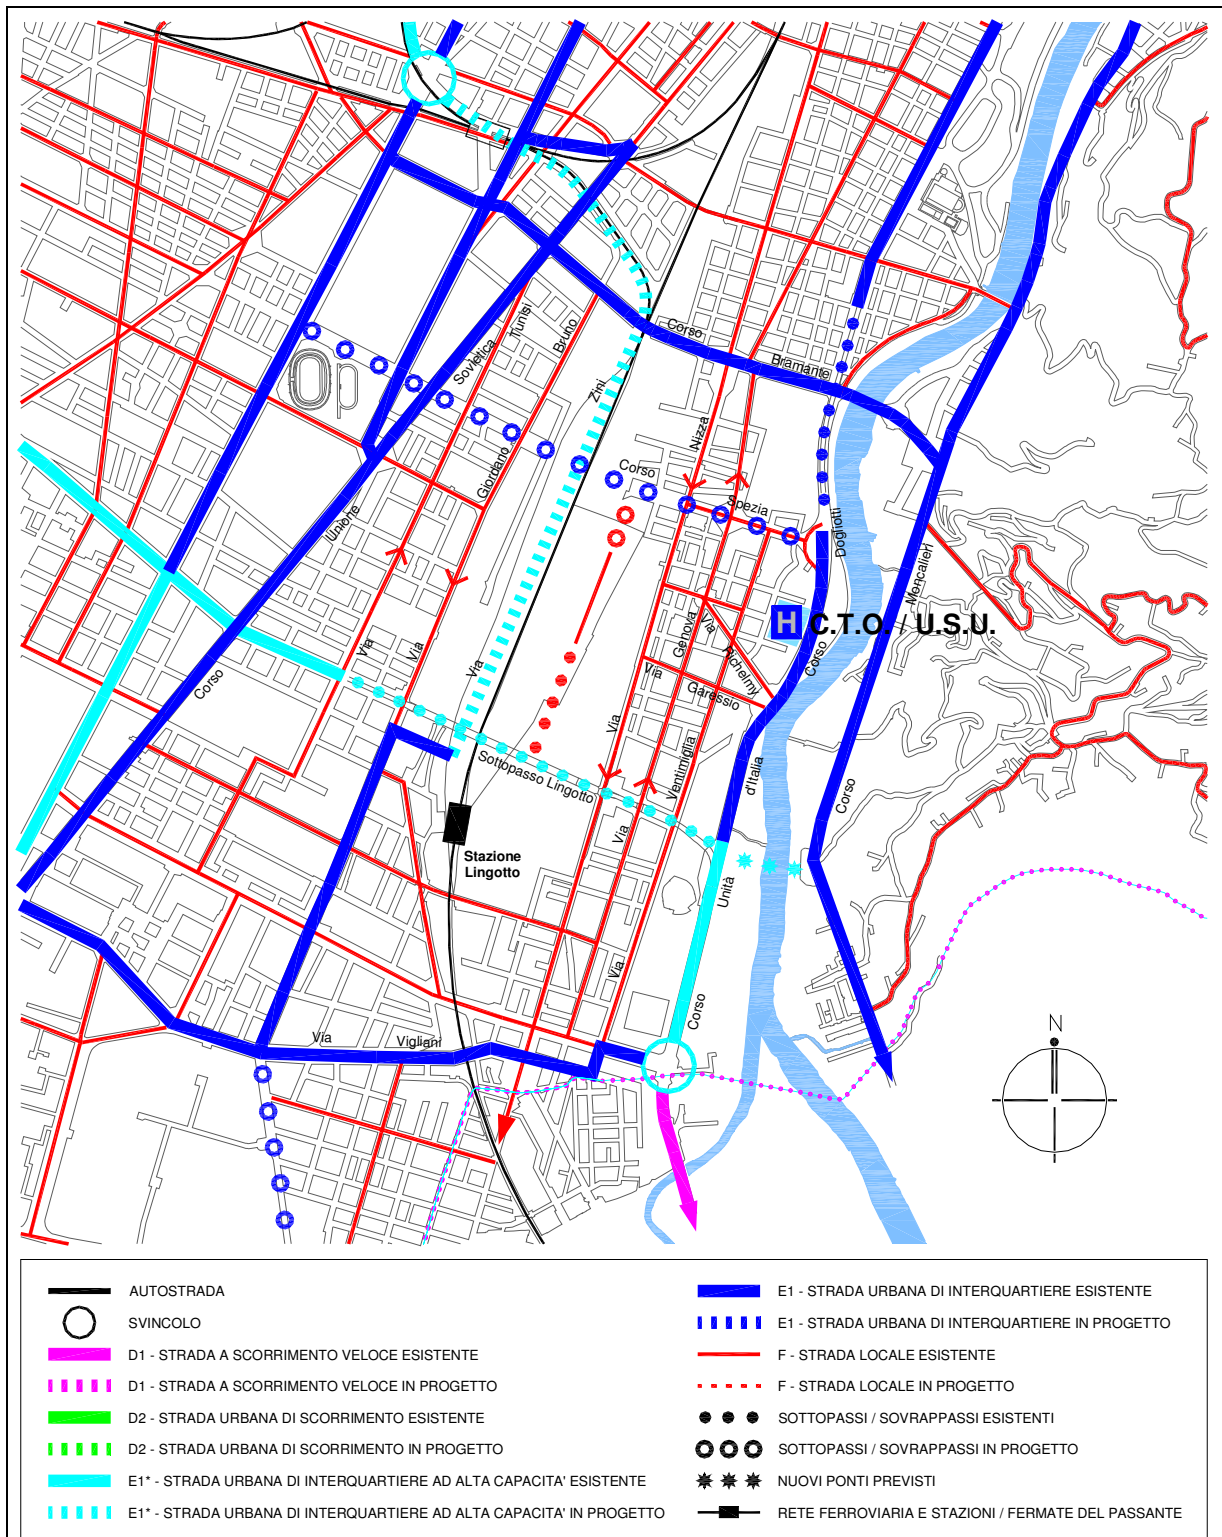 Corso
Bramante
Tunisi
Bruno
Sovietica
Zini
Nizza
Giordano
Corso
Spezia
Dogliotti
Unione
Moncalieri
H C.T.O. / U.S.U.
Genova
Via
Richelmy
Corso
Via
Via
Via
Via
Garessio
Corso
Via
Ventimiglia
d'Italia
Sottopasso Lingotto
Corso
Via
Stazione
Lingotto
Unità
Via
Corso
Via
Vigliani
N
AUTOSTRADA
SVINCOLO
D1 - STRADA A SCORRIMENTO VELOCE ESISTENTE
D1 - STRADA A SCORRIMENTO VELOCE IN PROGETTO
D2 - STRADA URBANA DI SCORRIMENTO ESISTENTE
D2 - STRADA URBANA DI SCORRIMENTO IN PROGETTO
E1* - STRADA URBANA DI INTERQUARTIERE AD ALTA CAPACITA' ESISTENTE
E1* - STRADA URBANA DI INTERQUARTIERE AD ALTA CAPACITA' IN PROGETTO
E1 - STRADA URBANA DI INTERQUARTIERE ESISTENTE
E1 - STRADA URBANA DI INTERQUARTIERE IN PROGETTO
F - STRADA LOCALE ESISTENTE
F - STRADA LOCALE IN PROGETTO
SOTTOPASSI / SOVRAPPASSI ESISTENTI
SOTTOPASSI / SOVRAPPASSI IN PROGETTO
NUOVI PONTI PREVISTI
RETE FERROVIARIA E STAZIONI / FERMATE DEL PASSANTE